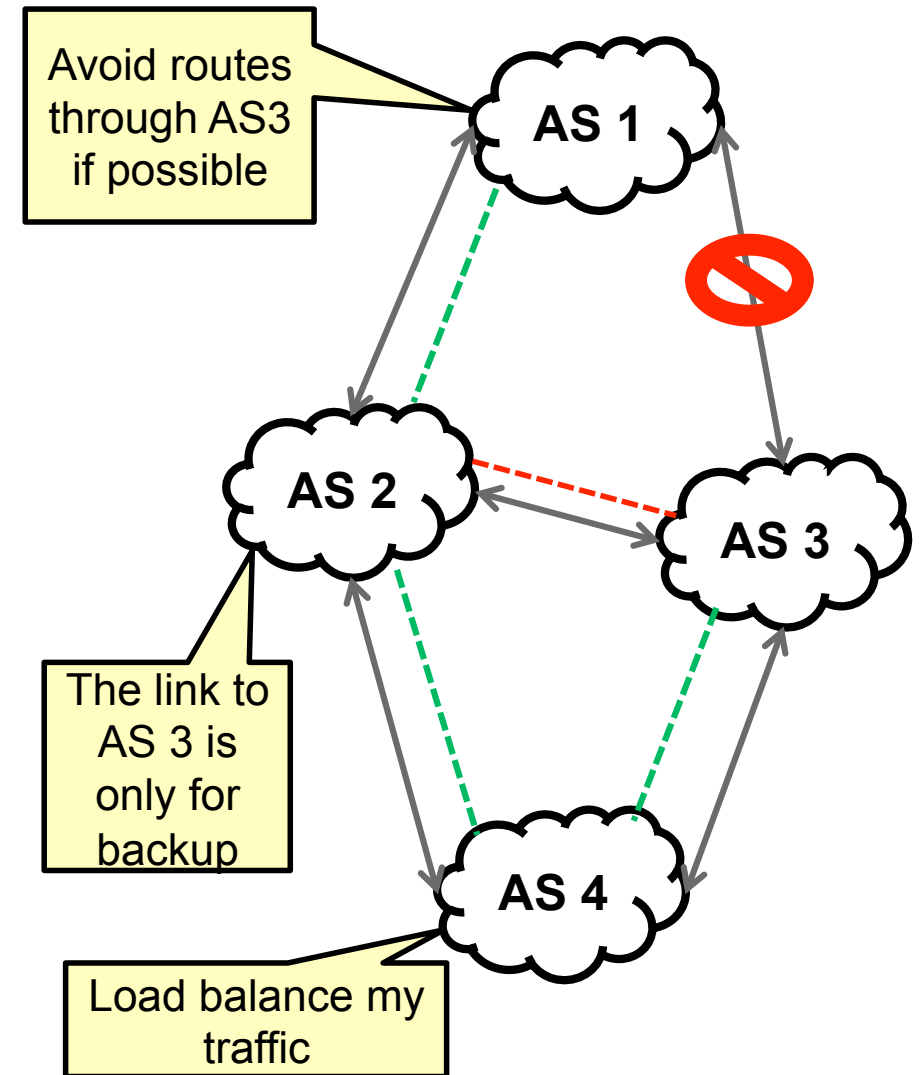 Avoid routes
through AS3
if possible
AS 1
AS 2
AS 3
The link to
AS 3 is
only for
backup
AS 4
Load balance my
traffic